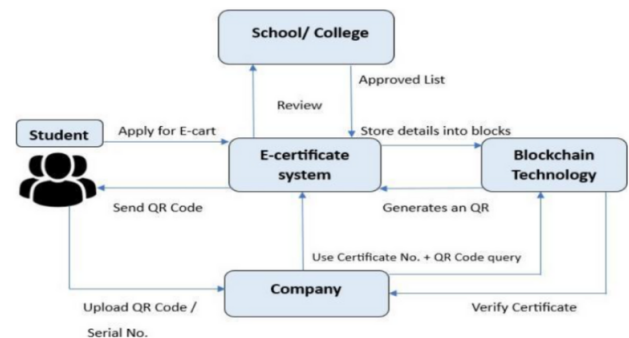 School/ College
Approved List
Review
Student
Apply for E-cart
Store details into blocks
E-certificate
system
Blockchain
Technology
Send QR Code
Generates an QR
Use Certificate No. + QR Code query
Company
Upload QR Code /
Serial No.
Verify Certificate